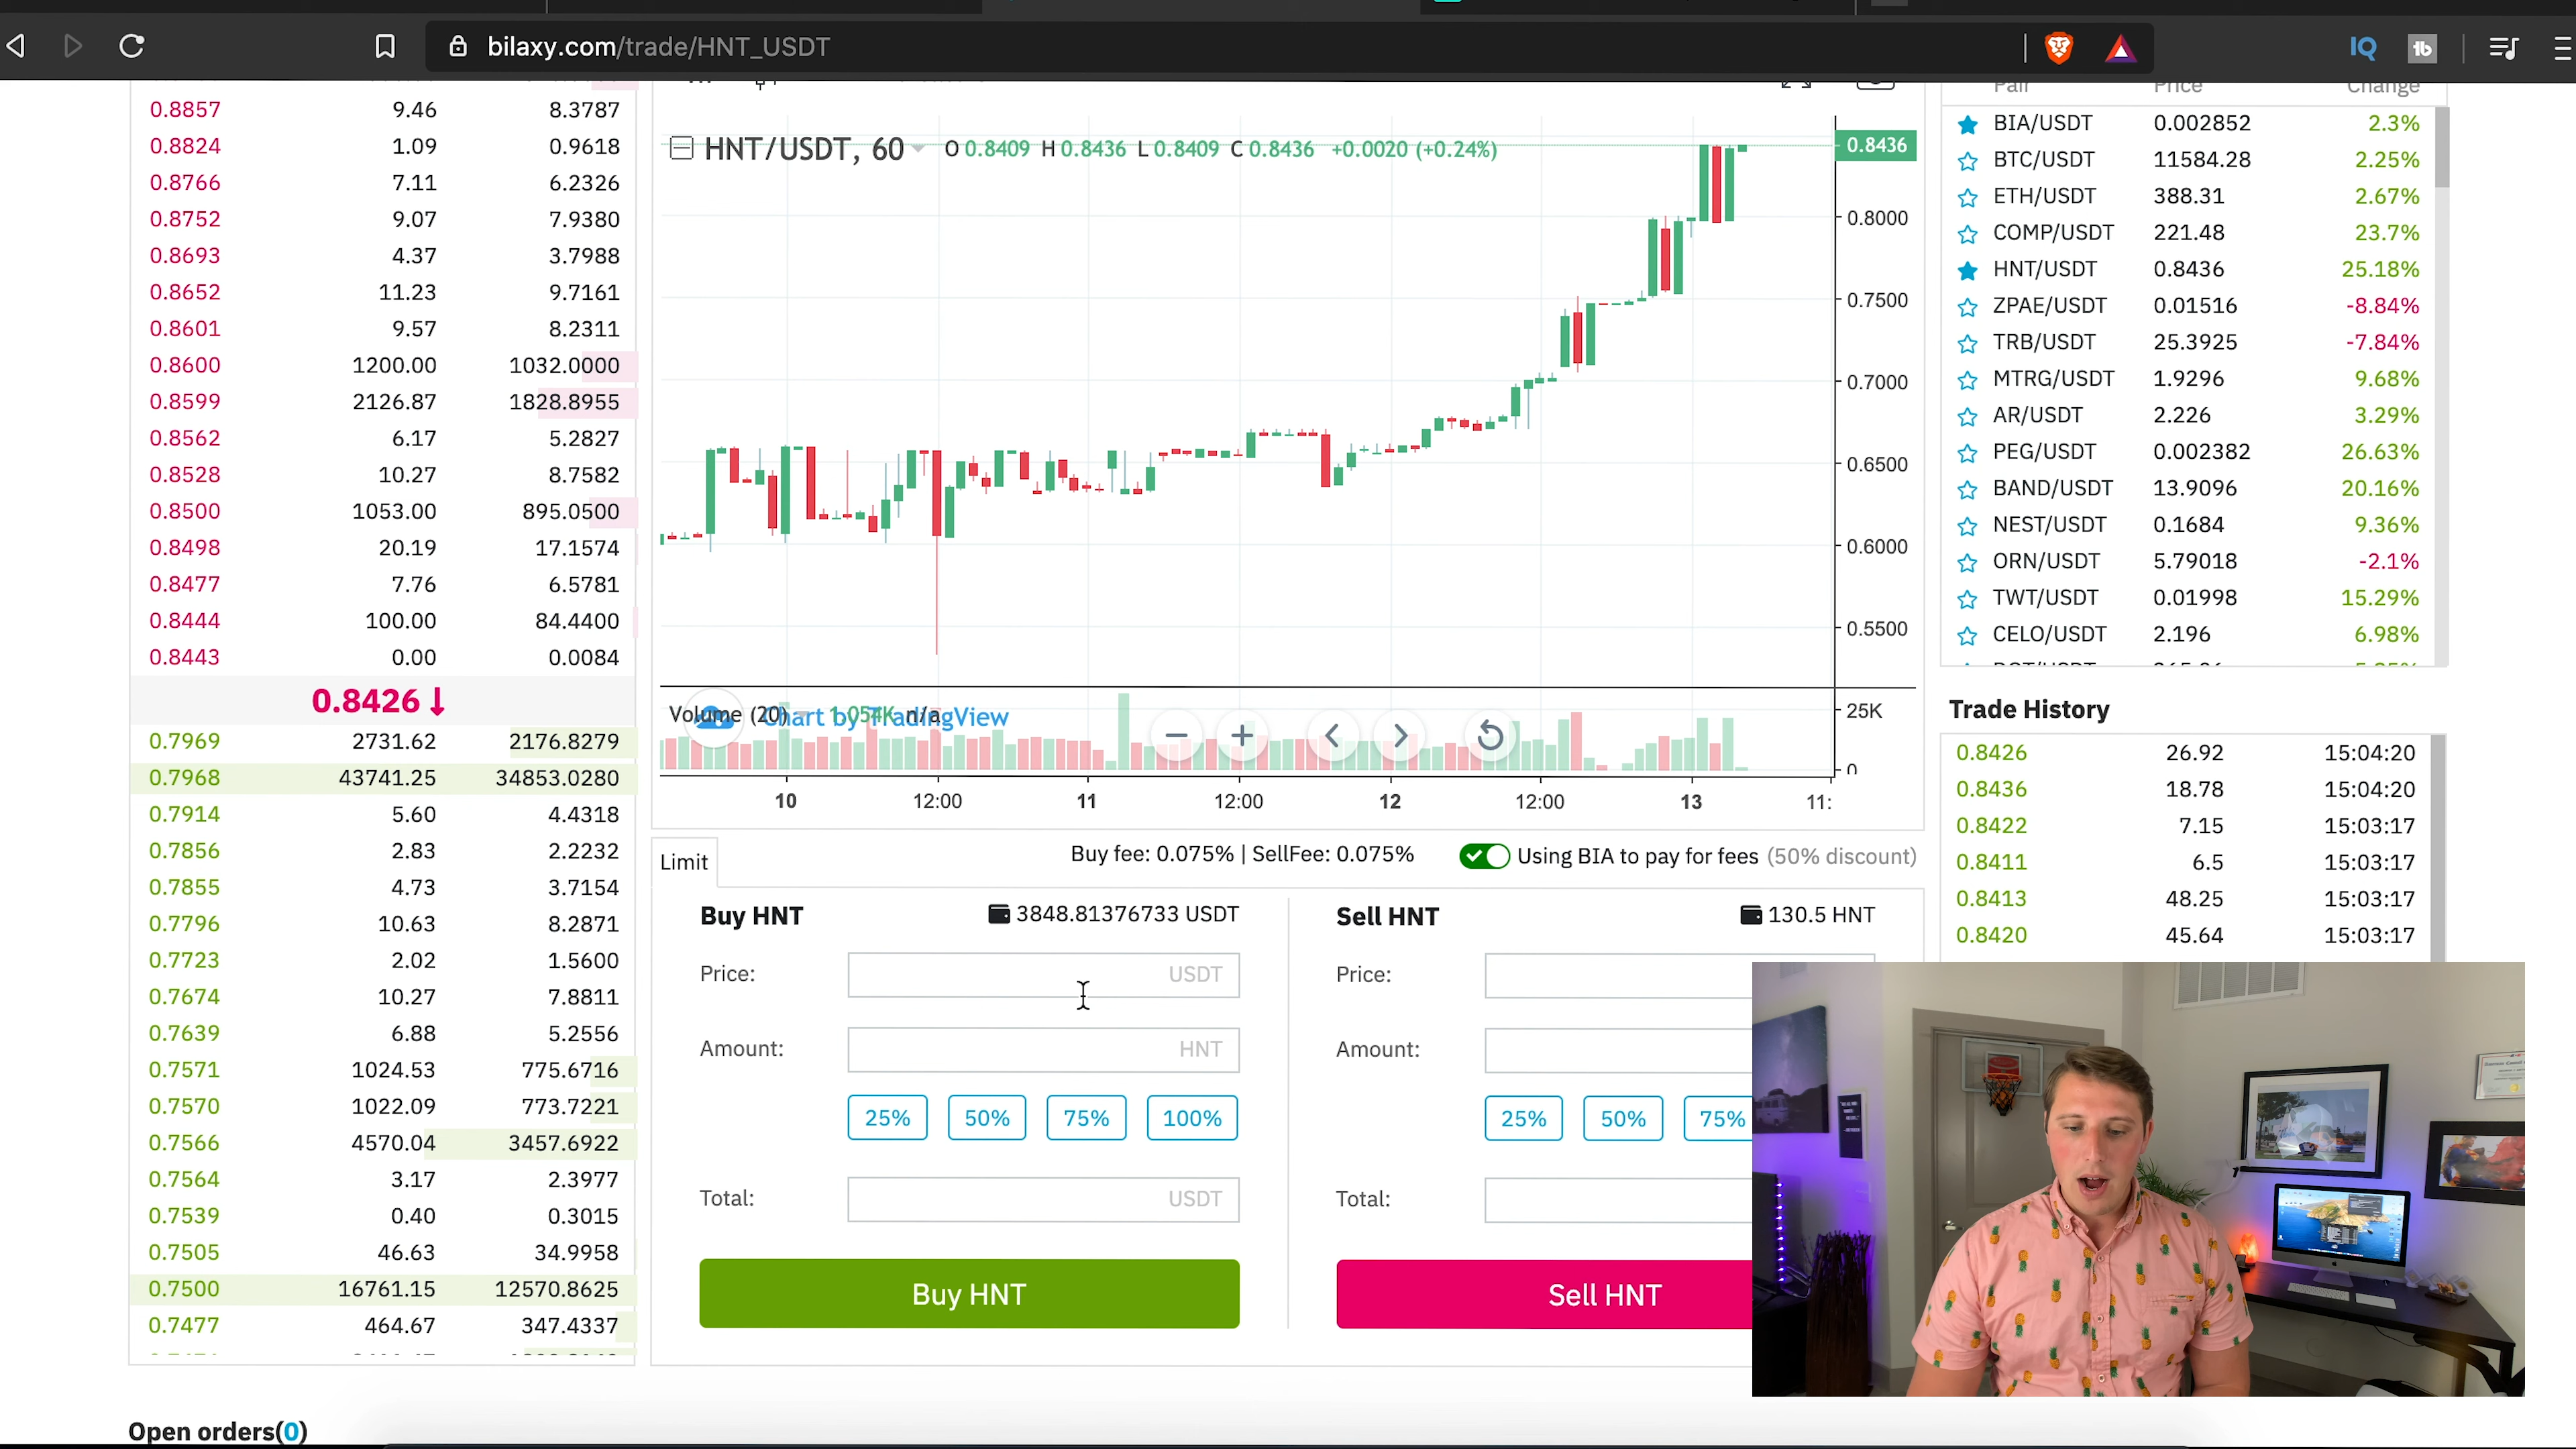 bilaxy.com/trade/HNT_USDT
IQ
tb
0.8857 9.46 8.3787
0.8824 1.09 0.9618
0.8766 7.11 6.2326
0.8752 9.07 7.9380
0.8693 4.37 3.7988
0.8652 11.23 9.7161
0.8601 9.57 8.2311
0.8600 1200.00 1032.0000
0.8599 2126.87 1828.8955
0.8562 6.17 5.2827
0.8528 10.27 8.7582
0.8500 1053.00 895.0500
0.8498 20.19 17.1574
0.8477 7.76 6.5781
0.8444 100.00 84.4400
0.8443 0.00 0.0084
0.8426↓
0.7969 2731.62 2176.8279
0.7968 43741.25 34853.0280
0.7914 5.60 4.4318
0.7856 2.83 2.2232
0.7855 4.73 3.7154
0.7796 10.63 8.2871
0.7723 2.02 1.5600
0.7674 10.27 7.8811
0.7639 6.88 5.2556
0.7571 1024.53 775.6716
0.7570 1022.09 773.7221
0.7566 4570.04 3457.6922
0.7564 3.17 2.3977
0.7539 0.40 0.3015
0.7505 46.63 34.9958
0.7500 16761.15 12570.8625
0.7477 464.67 347.4337
Open orders(0)
HNT/USDT, 60 O 0.8409 H 0.8436 L 0.8409 C 0.8436 +0.0020 (+0.24%)
0.8436
0.8000
0.7500
0.7000
0.6500
0.6000
0.5500
Volume (20) 1.054K n/a
Chart by TradingView
25K
0
10 12:00 11 12:00 12 12:00 13 11:
Limit
Buy fee: 0.075% | SellFee: 0.075%
Using BIA to pay for fees (50% discount)
Buy HNT 3848.81376733 USDT
Price: USDT
Amount: HNT
25% 50% 75% 100%
Total: USDT
Buy HNT
Sell HNT 130.5 HNT
Price:
Amount:
25% 50% 75%
Total:
Sell HNT
Pair Price Change
BIA/USDT 0.002852 2.3%
BTC/USDT 11584.28 2.25%
ETH/USDT 388.31 2.67%
COMP/USDT 221.48 23.7%
HNT/USDT 0.8436 25.18%
ZPAE/USDT 0.01516 -8.84%
TRB/USDT 25.3925 -7.84%
MTRG/USDT 1.9296 9.68%
AR/USDT 2.226 3.29%
PEG/USDT 0.002382 26.63%
BAND/USDT 13.9096 20.16%
NEST/USDT 0.1684 9.36%
ORN/USDT 5.79018 -2.1%
TWT/USDT 0.01998 15.29%
CELO/USDT 2.196 6.98%
Trade History
0.8426 26.92 15:04:20
0.8436 18.78 15:04:20
0.8422 7.15 15:03:17
0.8411 6.5 15:03:17
0.8413 48.25 15:03:17
0.8420 45.64 15:03:17